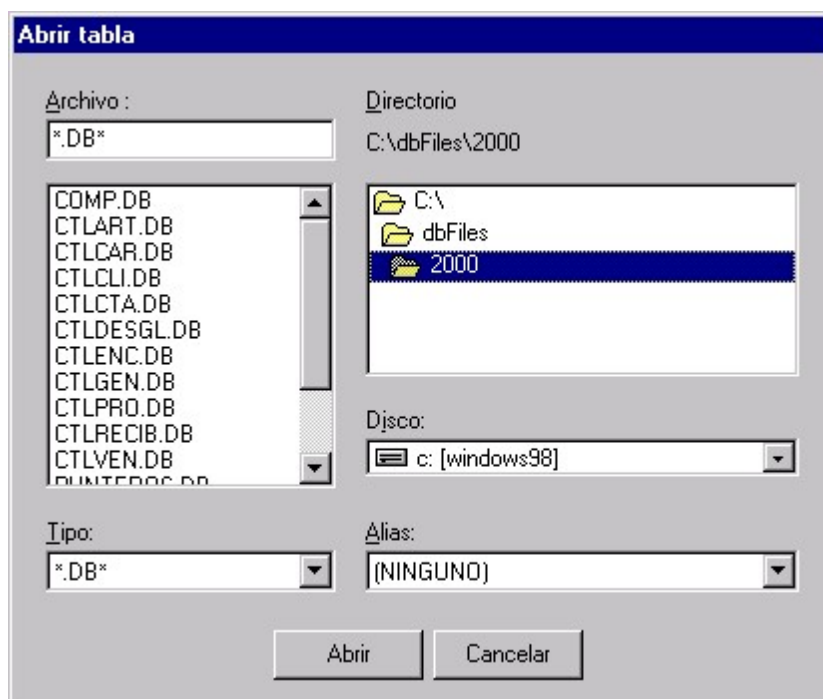 Abrir tabla
Archivo :
*.DB*
COMP.DB
CTLART.DB
CTLCAR.DB
CTLCLI.DB
CTLCTA.DB
CTLDESGL.DB
CTLENC.DB
CTLGEN.DB
CTLPRO.DB
CTLRECIB.DB
CTLVEN.DB
PUNTEROS.DB
Tipo:
*.DB*
Directorio
C:\dbFiles\2000
C:\
dbFiles
2000
Disco:
c: [windows98]
Alias:
(NINGUNO)
Abrir
Cancelar